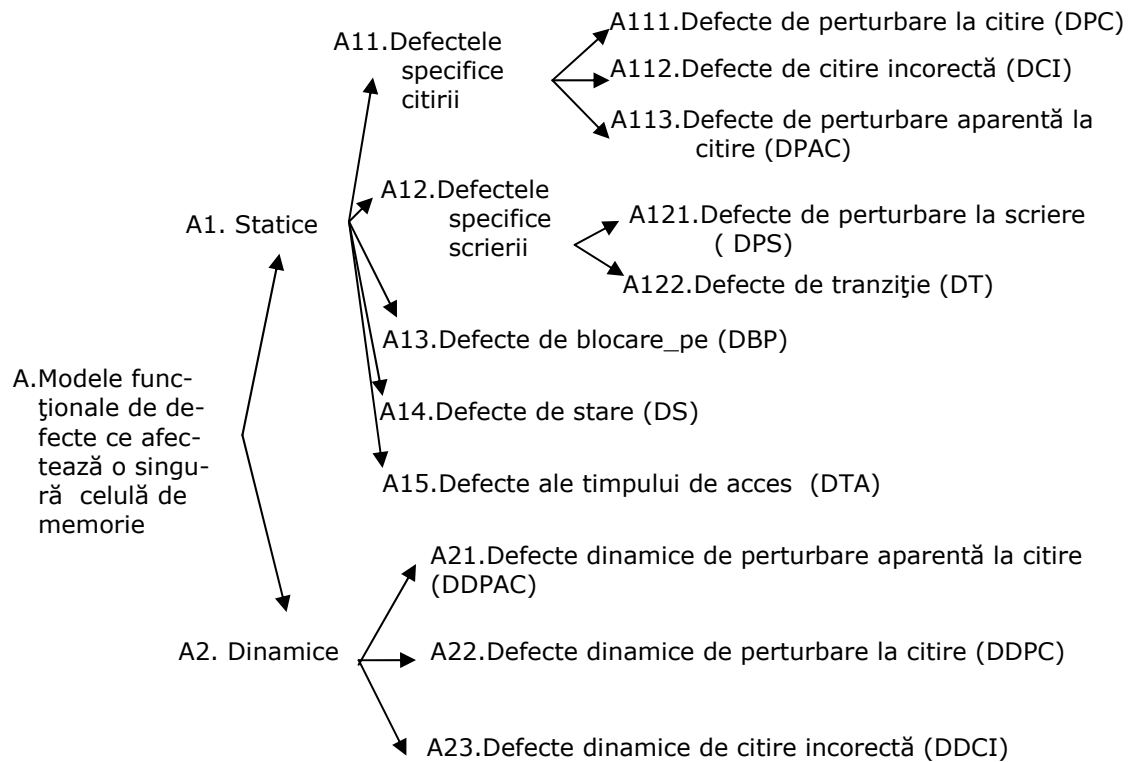 A11.Defectele
specifice
citirii
A111.Defecte de perturbare la citire (DPC)
A112.Defecte de citire incorectă (DCI)
A113.Defecte de perturbare aparentă la
citire (DPAC)
A1. Statice
A12.Defectele
specifice
scrierii
A121.Defecte de perturbare la scriere
( DPS)
A122.Defecte de tranziţie (DT)
A13.Defecte de blocare_pe (DBP)
A14.Defecte de stare (DS)
A15.Defecte ale timpului de acces (DTA)
A.Modele func-
ţionale de de-
fecte ce afec-
tează o singu-
ră celulă de
memorie
A2. Dinamice
A21.Defecte dinamice de perturbare aparentă la citire
(DDPAC)
A22.Defecte dinamice de perturbare la citire (DDPC)
A23.Defecte dinamice de citire incorectă (DDCI)